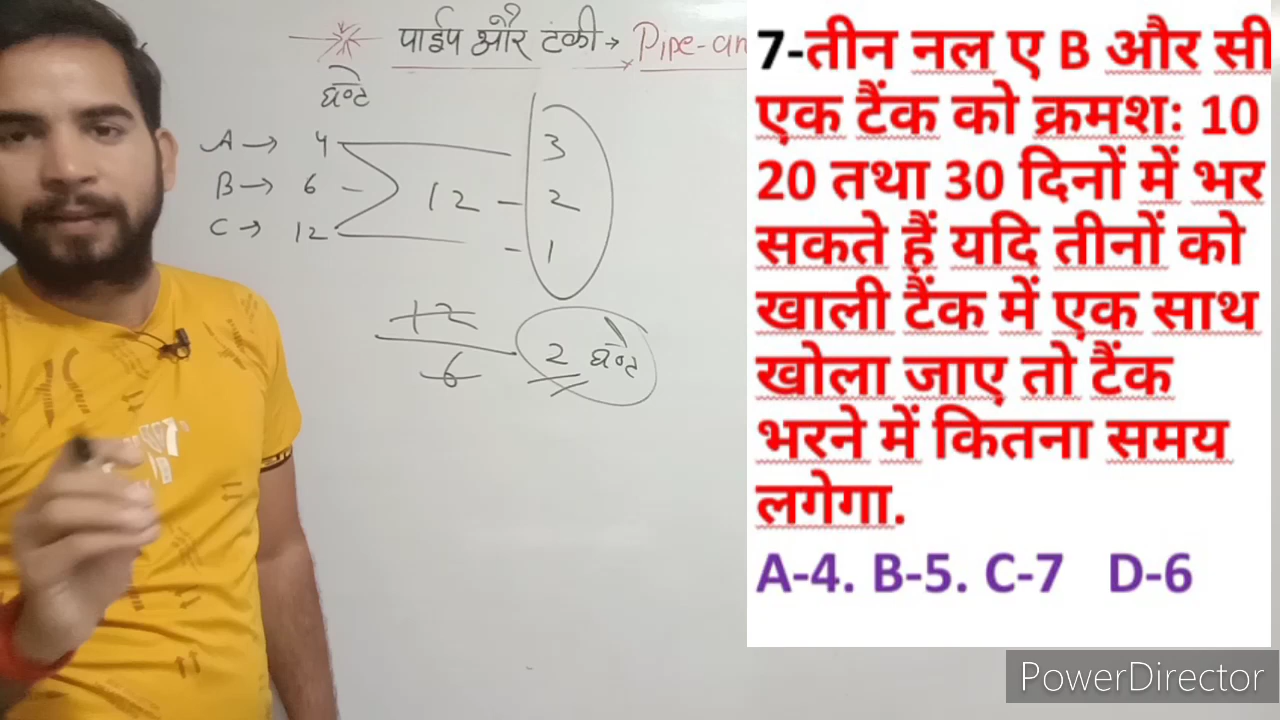 पाईप और टंकी → Pipe-an
घण्टे
A → 4 3
B → 6 - 12 - 2
C → 12 - 1
12
6 2 घण्टे
7-तीन नल ए B और सी
एक टैंक को क्रमश: 10
20 तथा 30 दिनों में भर
सकते हैं यदि तीनों को
खाली टैंक में एक साथ
खोला जाए तो टैंक
भरने में कितना समय
लगेगा.
A-4. B-5. C-7 D-6
PowerDirector